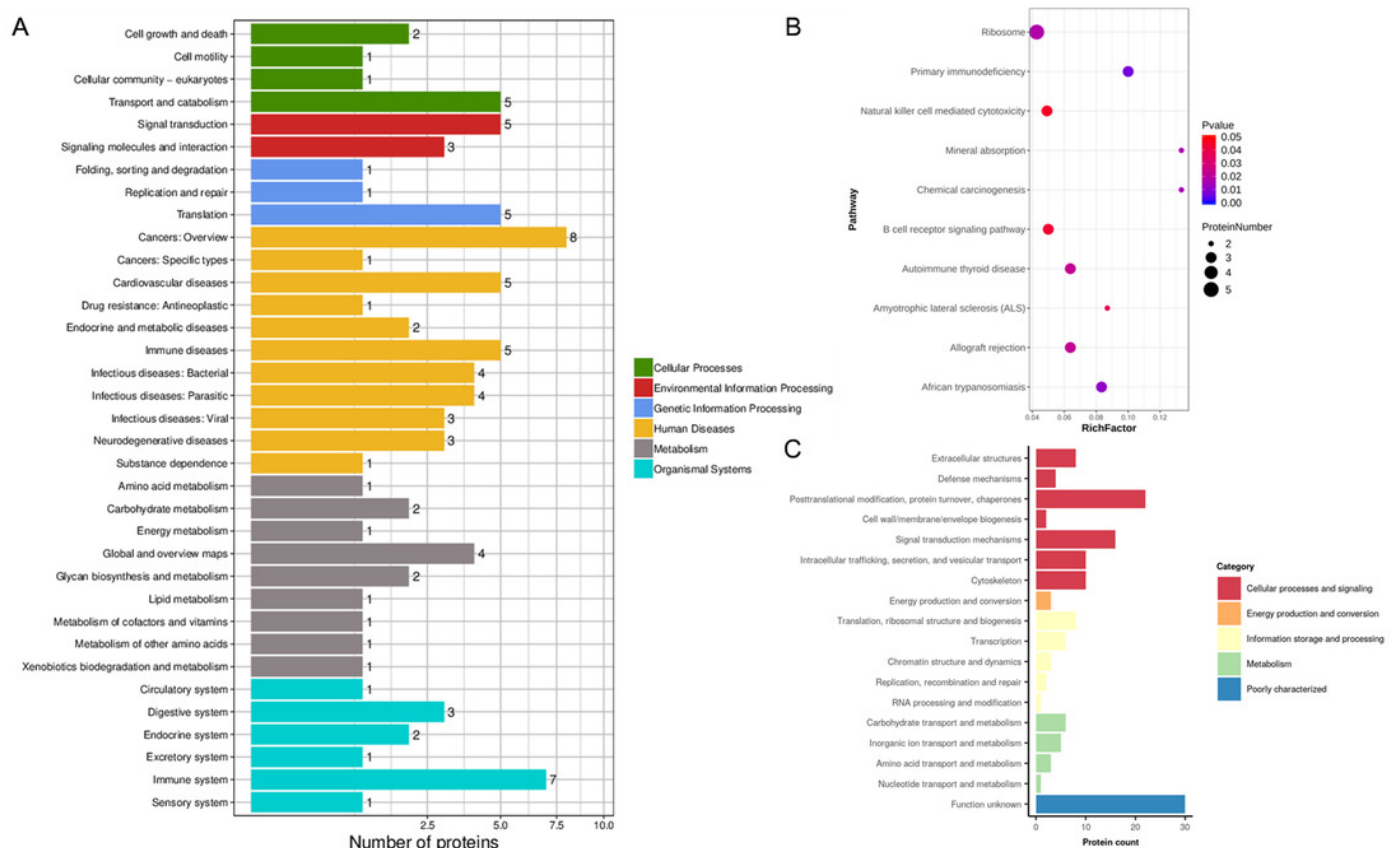 A
Cell growth and death 2
Cell motility 1
Cellular community – eukaryotes 1
Transport and catabolism 5
Signal transduction 5
Signaling molecules and interaction 3
Folding, sorting and degradation 1
Replication and repair 1
Translation 5
Cancers: Overview 8
Cancers: Specific types 1
Cardiovascular diseases 5
Drug resistance: Antineoplastic 1
Endocrine and metabolic diseases 2
Immune diseases 5
Infectious diseases: Bacterial 4
Infectious diseases: Parasitic 4
Infectious diseases: Viral 3
Neurodegenerative diseases 3
Substance dependence 1
Amino acid metabolism 1
Carbohydrate metabolism 2
Energy metabolism 1
Global and overview maps 4
Glycan biosynthesis and metabolism 2
Lipid metabolism 1
Metabolism of cofactors and vitamins 1
Metabolism of other amino acids 1
Xenobiotics biodegradation and metabolism 1
Circulatory system 1
Digestive system 3
Endocrine system 2
Excretory system 1
Immune system 7
Sensory system 1
2.5 5.0 7.5 10.0
Number of proteins
Cellular Processes
Environmental Information Processing
Genetic Information Processing
Human Diseases
Metabolism
Organismal Systems
B
Pathway
Ribosome
Primary immunodeficiency
Natural killer cell mediated cytotoxicity
Mineral absorption
Chemical carcinogenesis
B cell receptor signaling pathway
Autoimmune thyroid disease
Amyotrophic lateral sclerosis (ALS)
Allograft rejection
African trypanosomiasis
0.04 0.06 0.08 0.10 0.12
RichFactor
Pvalue
0.05
0.04
0.03
0.02
0.01
0.00
ProteinNumber
2
3
4
5
C
Extracellular structures
Defense mechanisms
Posttranslational modification, protein turnover, chaperones
Cell wall/membrane/envelope biogenesis
Signal transduction mechanisms
Intracellular trafficking, secretion, and vesicular transport
Cytoskeleton
Energy production and conversion
Translation, ribosomal structure and biogenesis
Transcription
Chromatin structure and dynamics
Replication, recombination and repair
RNA processing and modification
Carbohydrate transport and metabolism
Inorganic ion transport and metabolism
Amino acid transport and metabolism
Nucleotide transport and metabolism
Function unknown
0 10 20 30
Protein count
Category
Cellular processes and signaling
Energy production and conversion
Information storage and processing
Metabolism
Poorly characterized